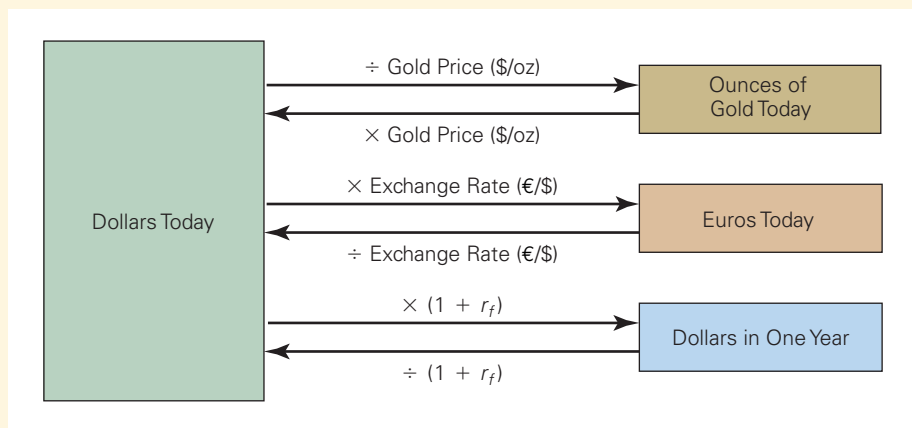 ÷ Gold Price ($/oz)
Ounces of
Gold Today
× Gold Price ($/oz)
× Exchange Rate (€/$)
Dollars Today
Euros Today
÷ Exchange Rate (€/$)
× (1 + r_f)
Dollars in One Year
÷ (1 + r_f)